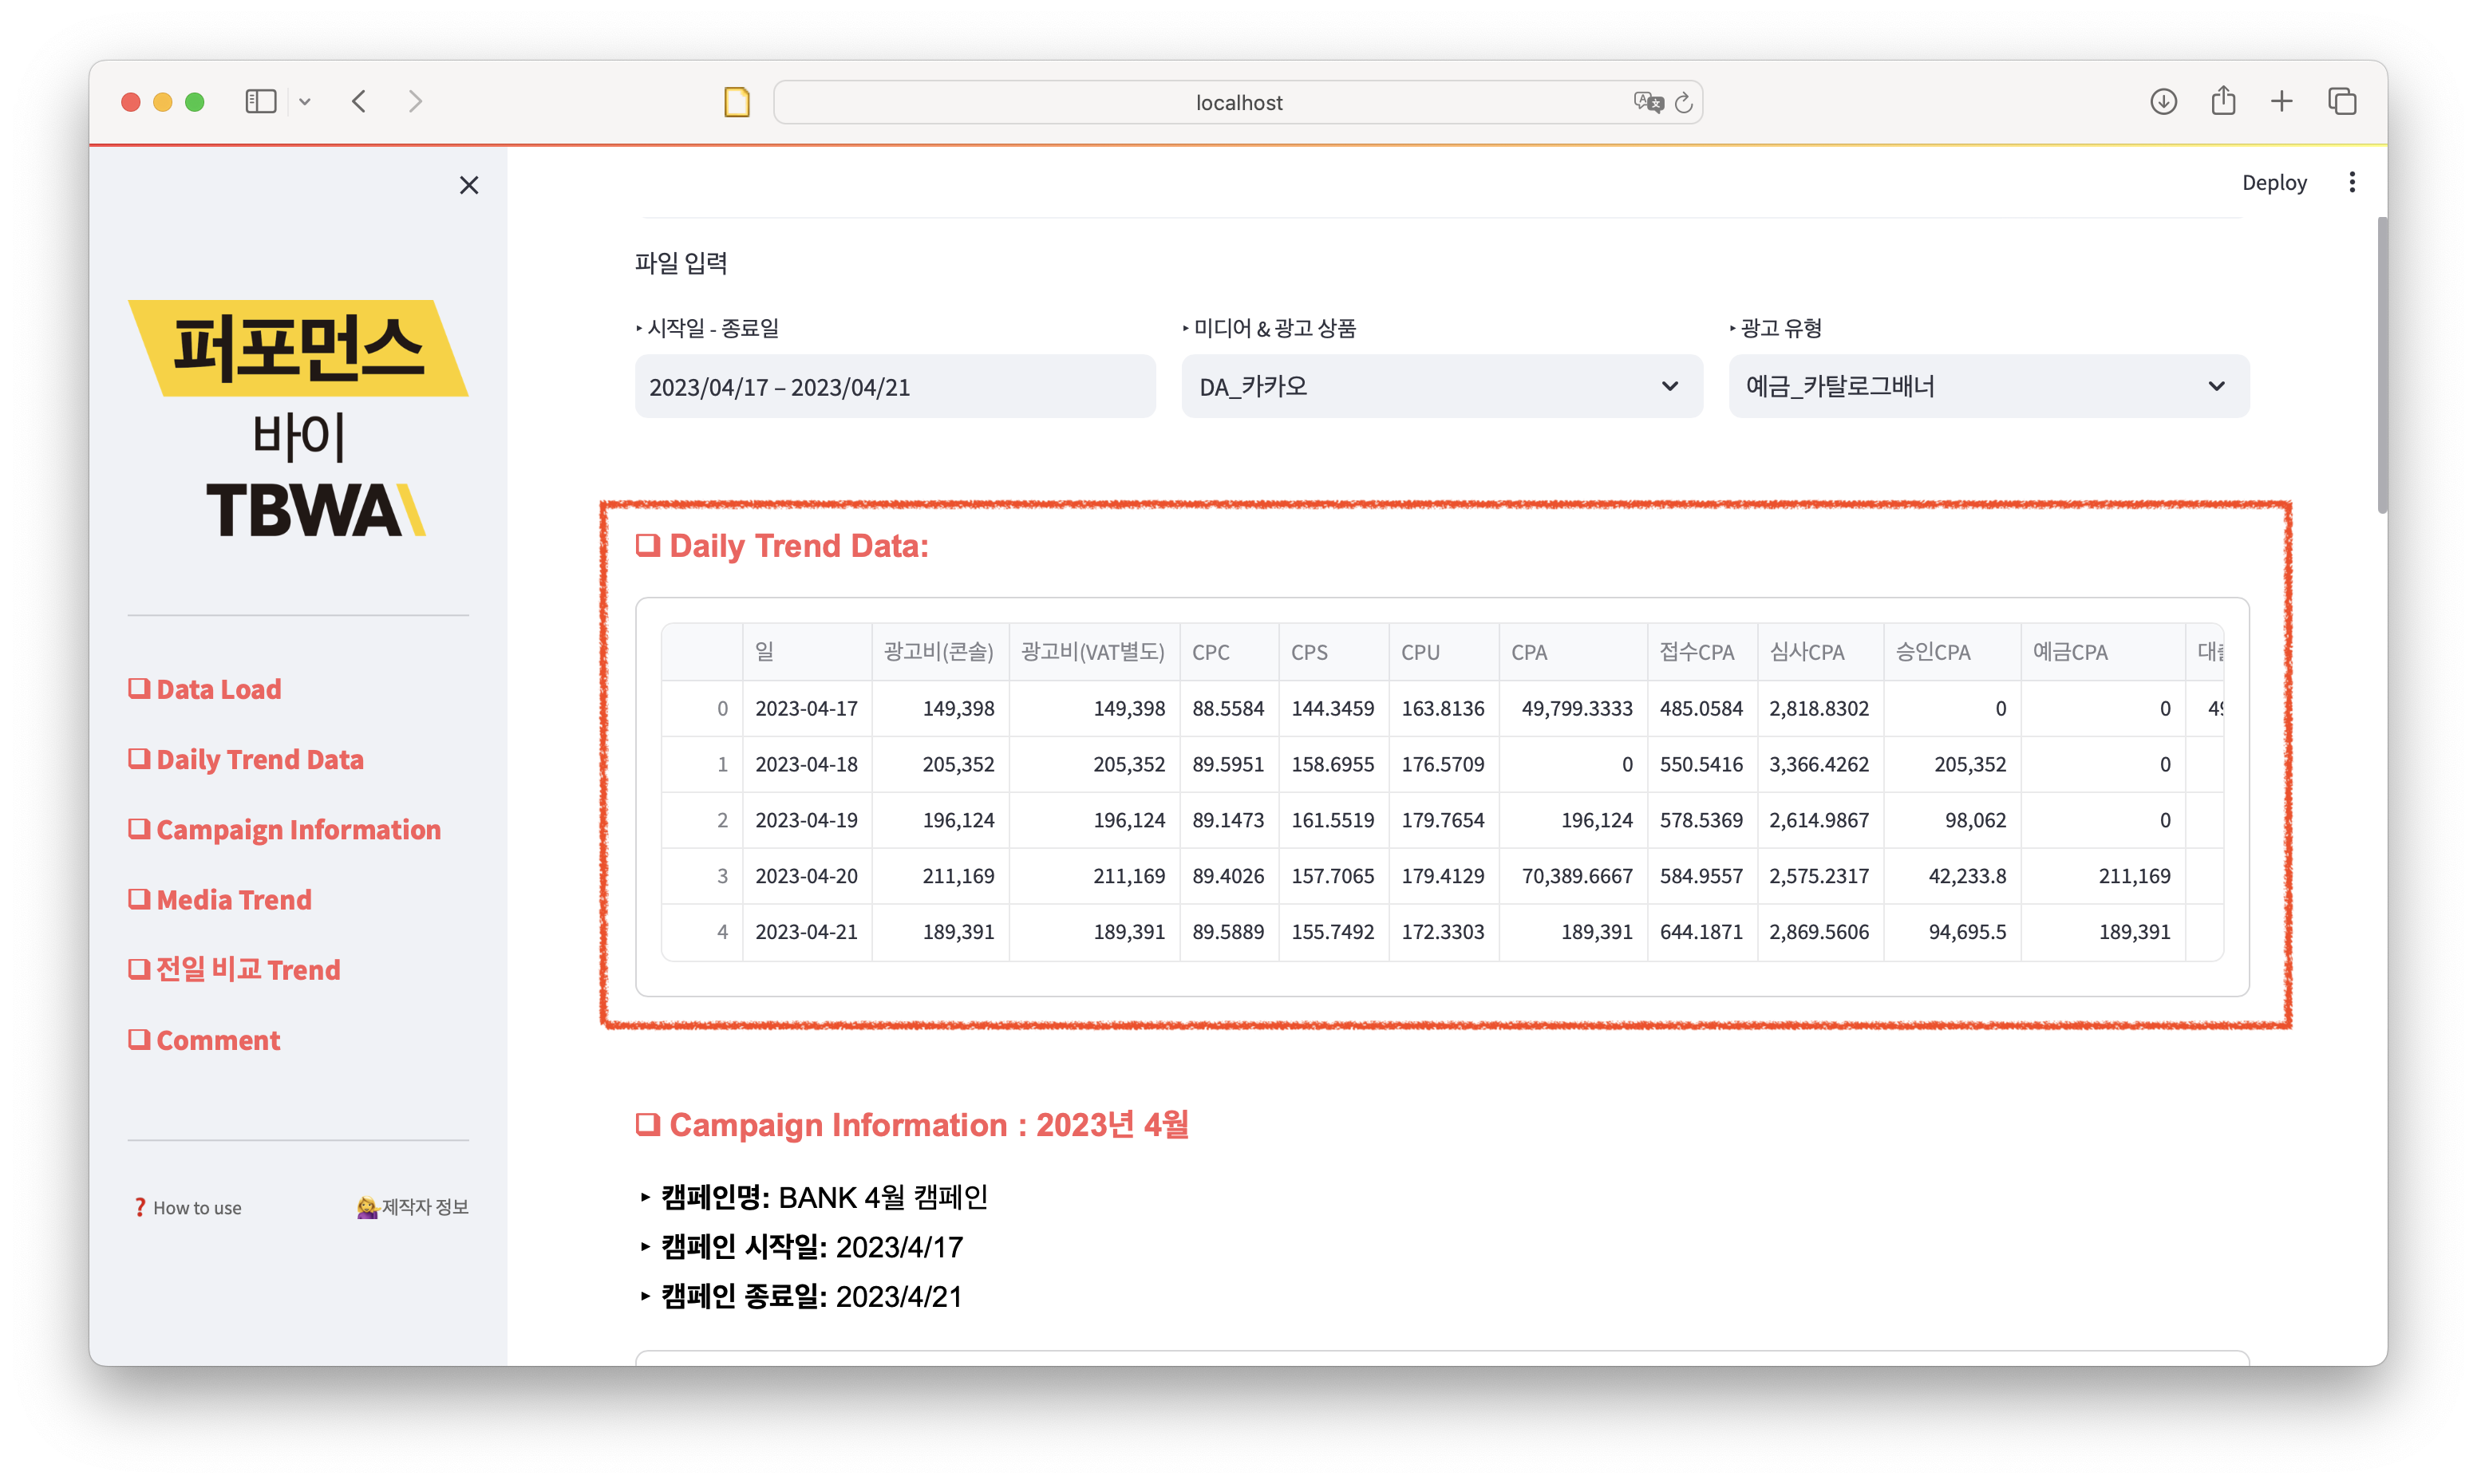 localhost
Deploy
퍼포먼스
바이
TBWA\
❏ Data Load
❏ Daily Trend Data
❏ Campaign Information
❏ Media Trend
❏ 전일 비교 Trend
❏ Comment
❓ How to use
💁‍♀️제작자 정보
파일 입력
‣ 시작일 - 종료일
‣ 미디어 & 광고 상품
‣ 광고 유형
2023/04/17 – 2023/04/21
DA_카카오
예금_카탈로그배너
❏ Daily Trend Data:
일 광고비(콘솔) 광고비(VAT별도) CPC CPS CPU CPA 접수CPA 심사CPA 승인CPA 예금CPA
0 2023-04-17 149,398 149,398 88.5584 144.3459 163.8136 49,799.3333 485.0584 2,818.8302 0 0
1 2023-04-18 205,352 205,352 89.5951 158.6955 176.5709 0 550.5416 3,366.4262 205,352 0
2 2023-04-19 196,124 196,124 89.1473 161.5519 179.7654 196,124 578.5369 2,614.9867 98,062 0
3 2023-04-20 211,169 211,169 89.4026 157.7065 179.4129 70,389.6667 584.9557 2,575.2317 42,233.8 211,169
4 2023-04-21 189,391 189,391 89.5889 155.7492 172.3303 189,391 644.1871 2,869.5606 94,695.5 189,391
❏ Campaign Information : 2023년 4월
‣ 캠페인명: BANK 4월 캠페인
‣ 캠페인 시작일: 2023/4/17
‣ 캠페인 종료일: 2023/4/21